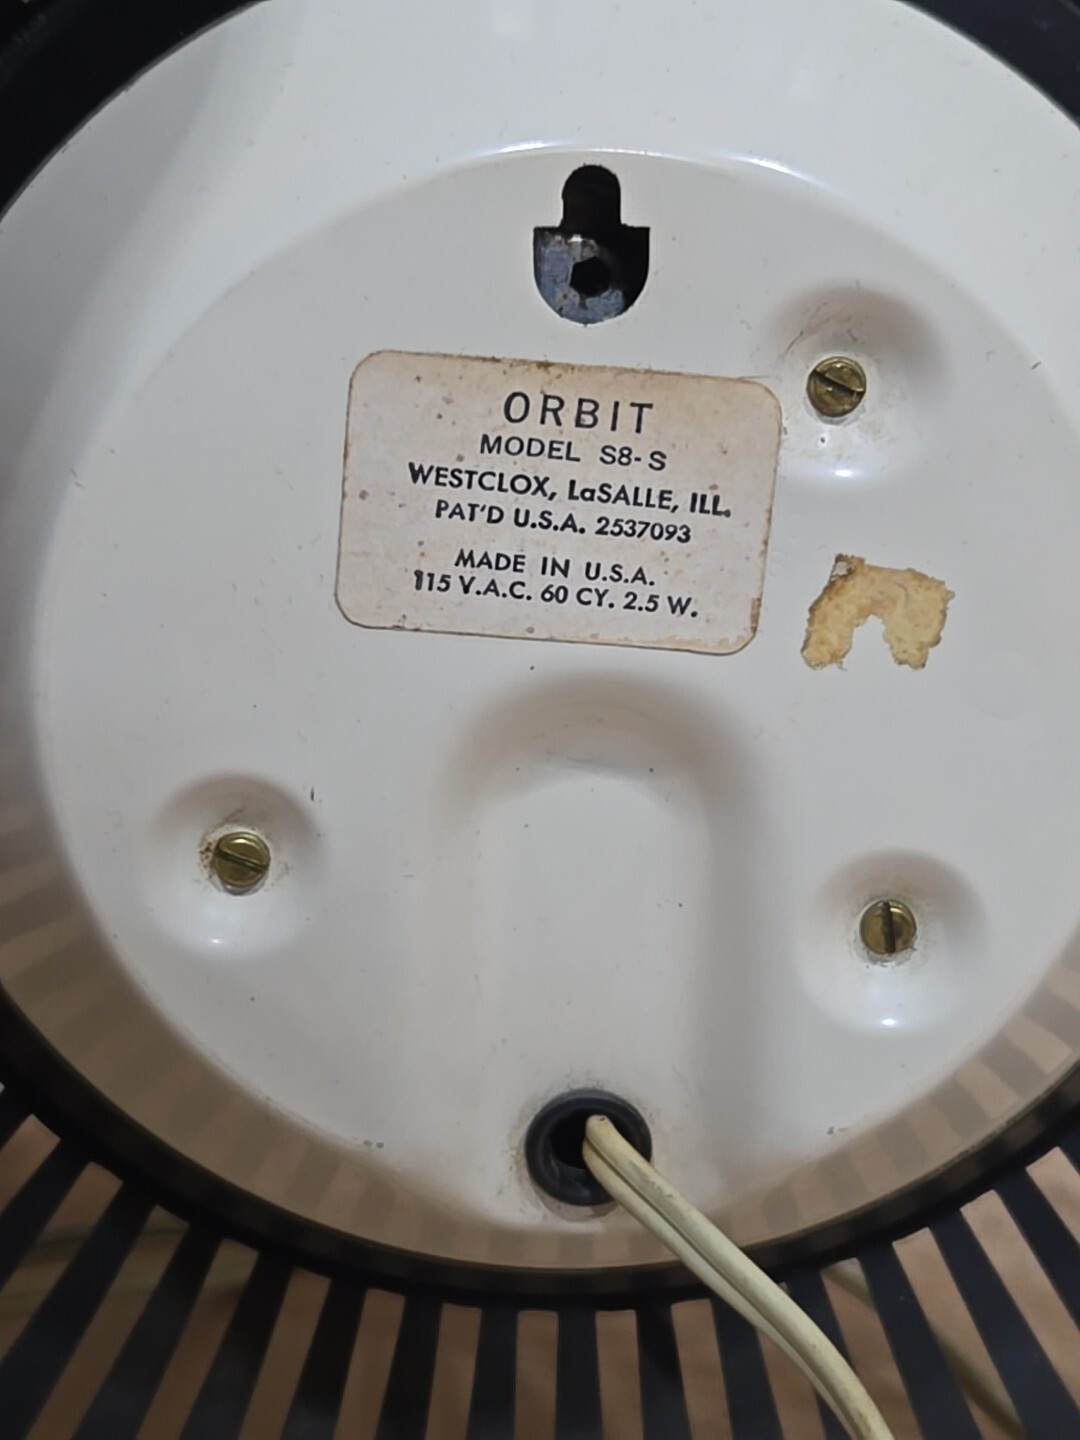 ORBIT
MODEL S8-S
WESTCLOX, LaSALLE, ILL.
PAT'D U.S.A. 2537093
MADE IN U.S.A.
115 V.A.C. 60 CY. 2.5 W.